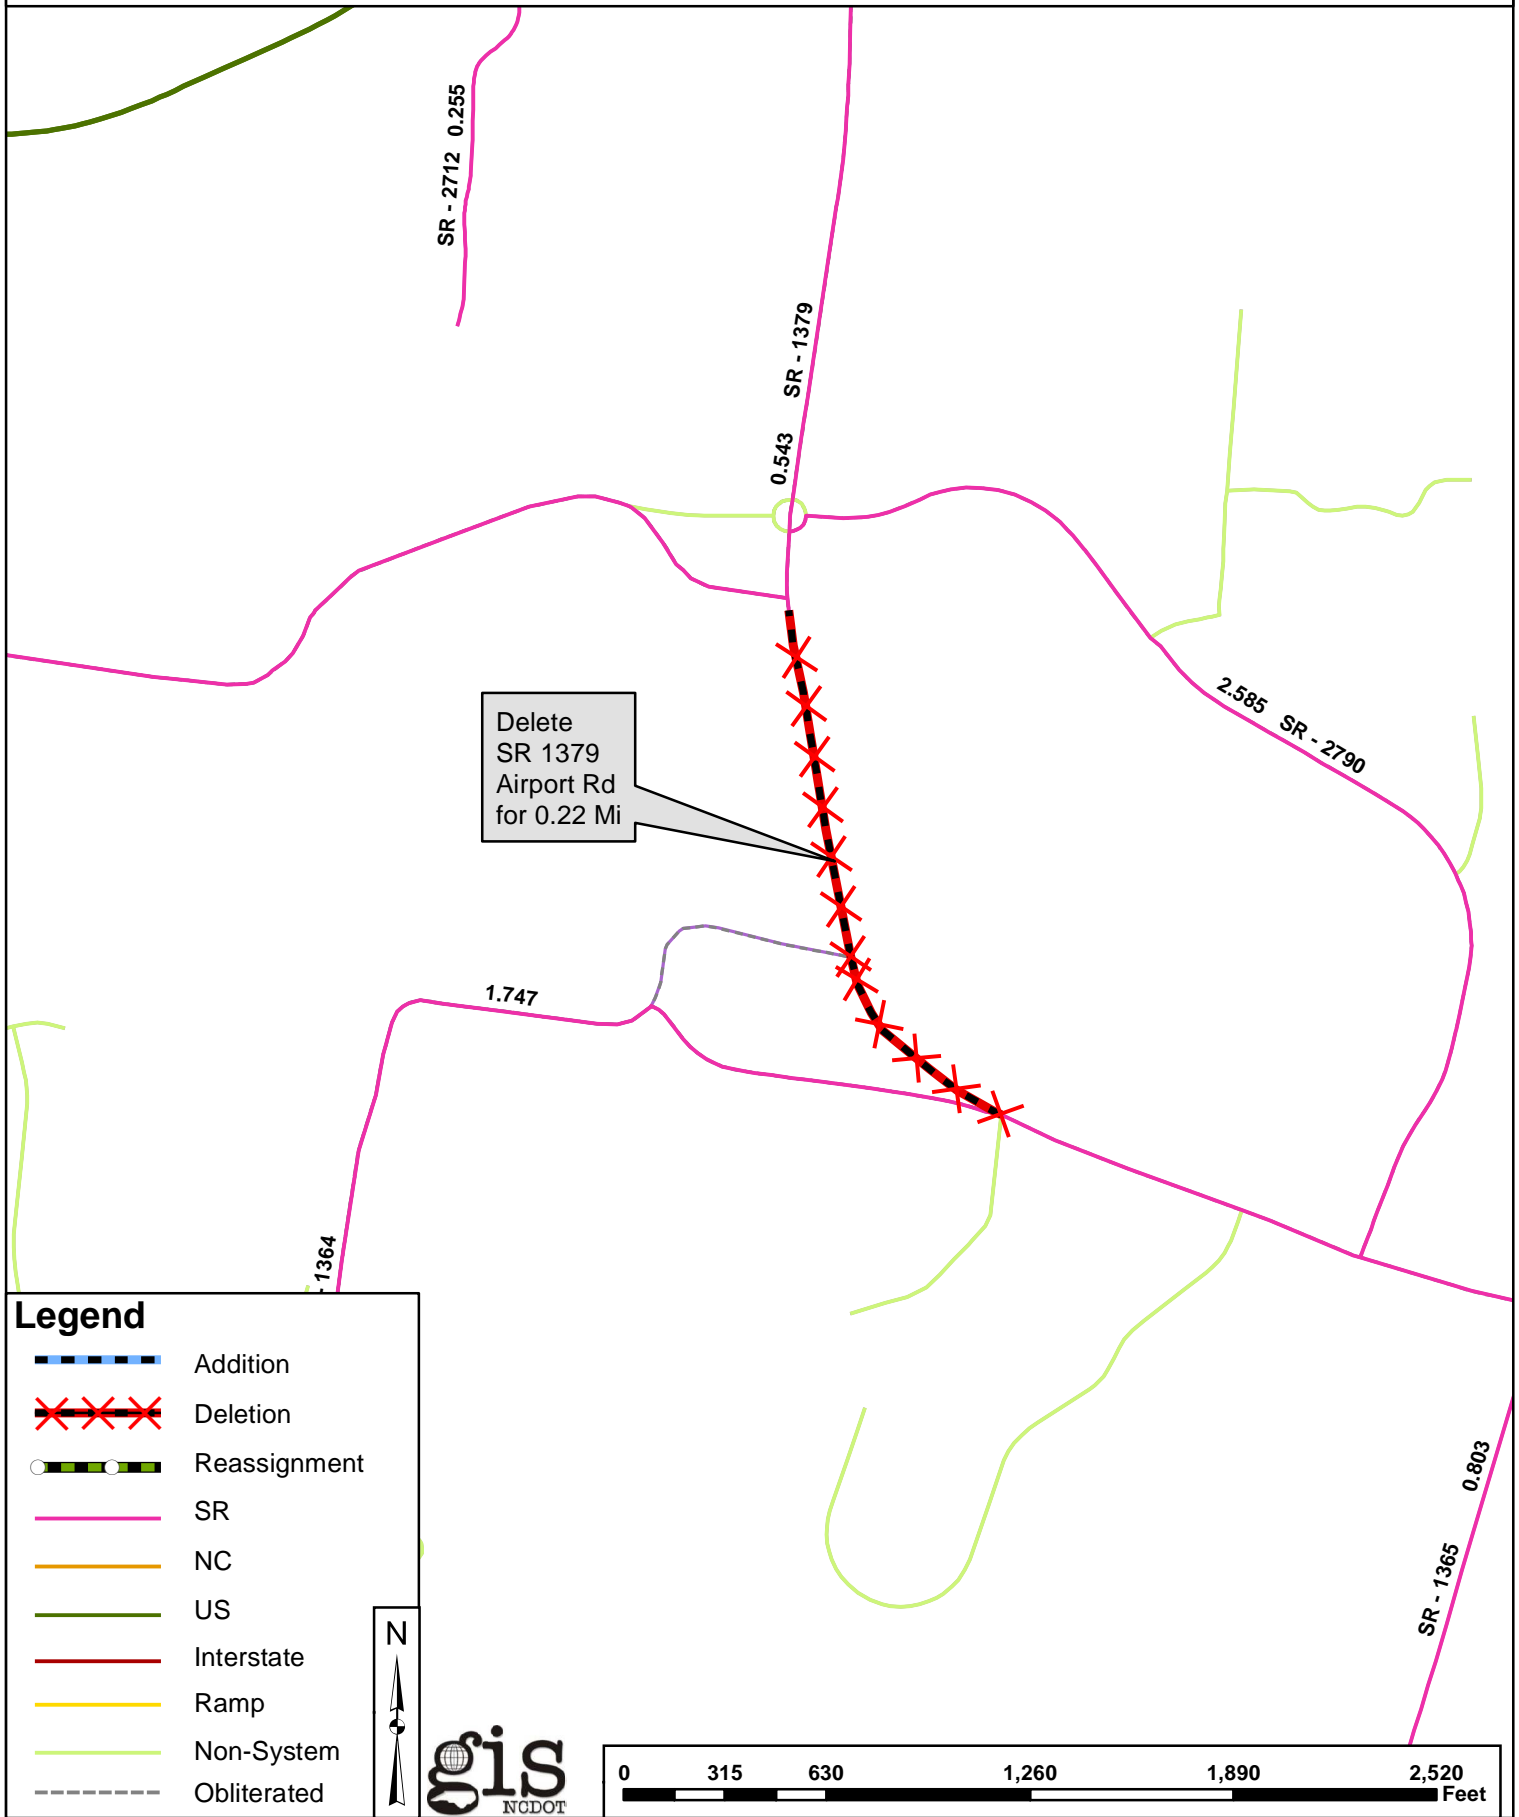 SR - 2712 0.255
0.543 SR - 1379
2.585 SR - 2790
Delete
SR 1379
Airport Rd
for 0.22 Mi
1.747
- 1364
0.803
SR - 1365
Legend
Addition
Deletion
Reassignment
SR
NC
US
Interstate
Ramp
Non-System
Obliterated
N
gis
NCDOT
0 315 630 1,260 1,890 2,520
Feet